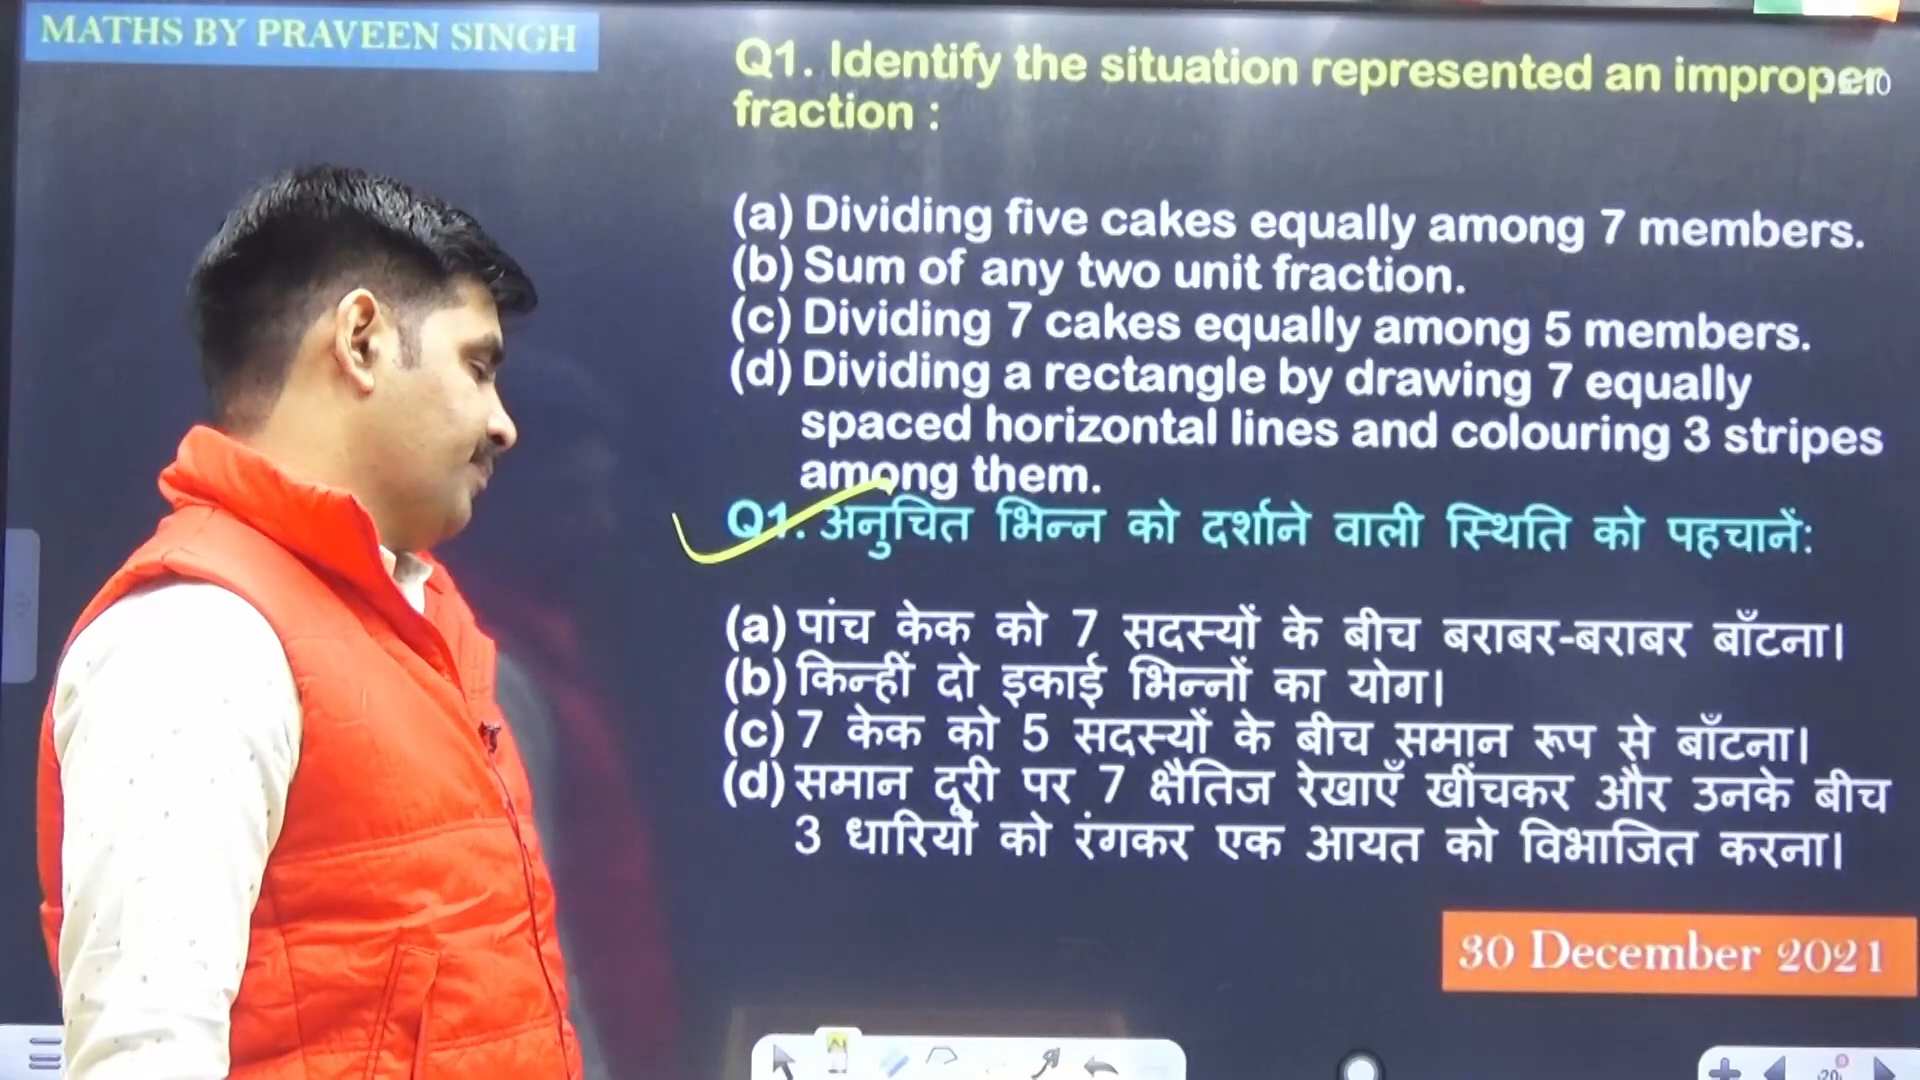 MATHS BY PRAVEEN SINGH
Q1. Identify the situation represented an improper
fraction :
(a) Dividing five cakes equally among 7 members.
(b) Sum of any two unit fraction.
(c) Dividing 7 cakes equally among 5 members.
(d) Dividing a rectangle by drawing 7 equally
spaced horizontal lines and colouring 3 stripes
among them.
Q1. अनुचित भिन्न को दर्शाने वाली स्थिति को पहचानें:
(a) पांच केक को 7 सदस्यों के बीच बराबर-बराबर बाँटना।
(b) किन्हीं दो इकाई भिन्नों का योग।
(c) 7 केक को 5 सदस्यों के बीच समान रूप से बाँटना।
(d) समान दूरी पर 7 क्षैतिज रेखाएँ खींचकर और उनके बीच
3 धारियों को रंगकर एक आयत को विभाजित करना।
30 December 2021